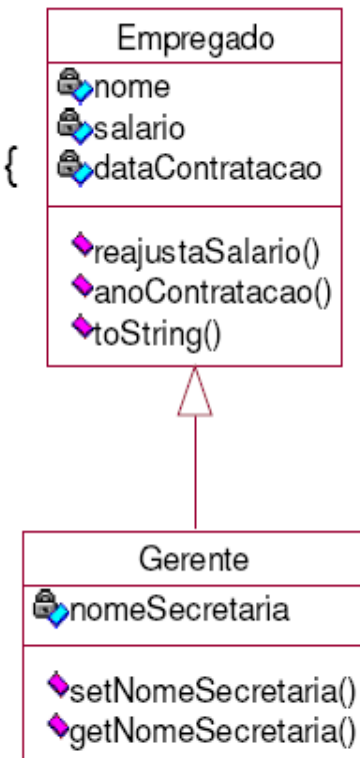 Empregado
nome
salario
{
dataContratacao
reajustaSalario()
anoContratacao()
toString()
Gerente
nomeSecretaria
setNomeSecretaria()
getNomeSecretaria()